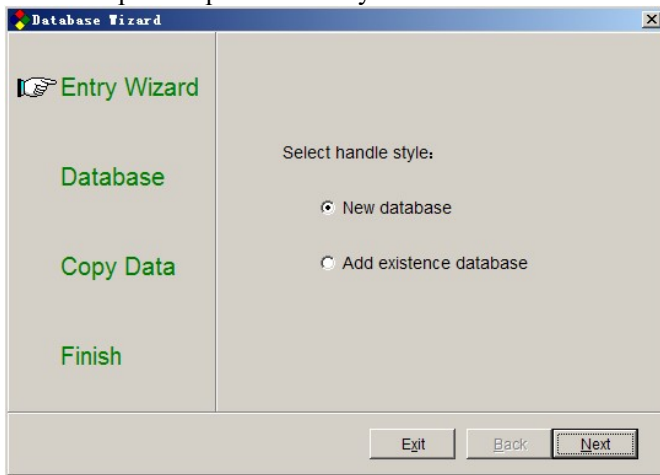 Database Wizard
Entry Wizard
Database
Copy Data
Finish
Select handle style:
New database
Add existence database
Exit
Back
Next